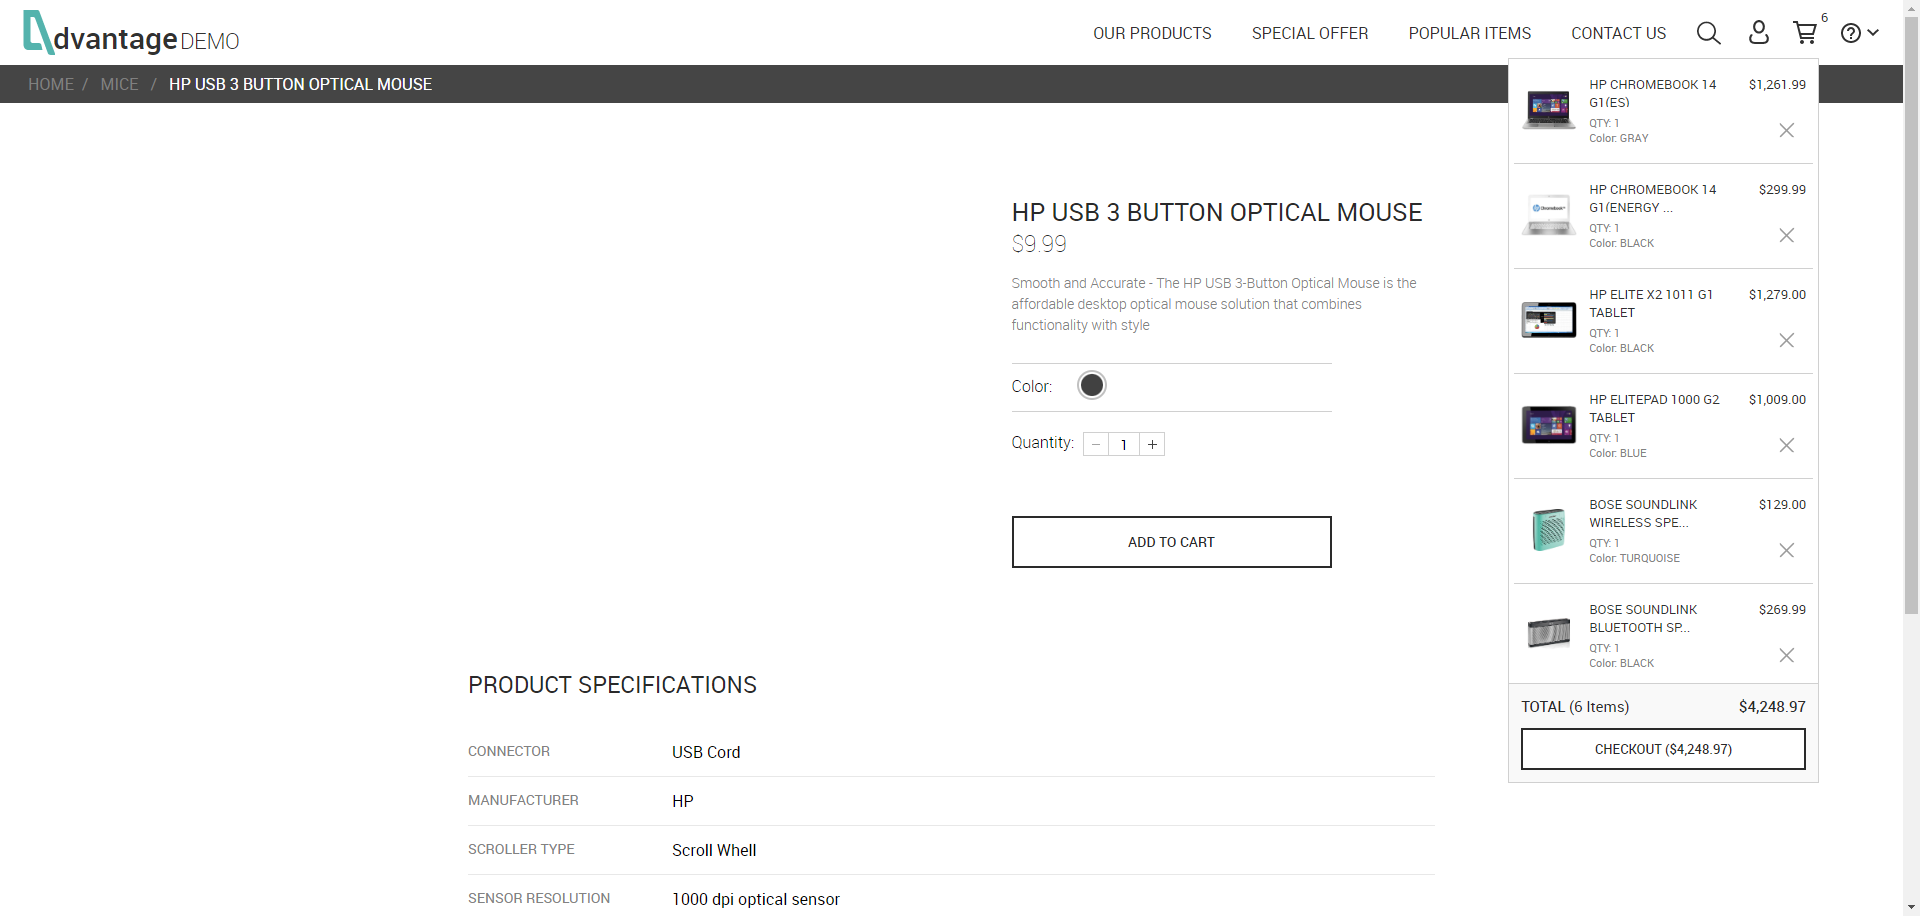 dvantage DEMO
OUR PRODUCTS SPECIAL OFFER POPULAR ITEMS CONTACT US 6
HOME / MICE / HP USB 3 BUTTON OPTICAL MOUSE
HP USB 3 BUTTON OPTICAL MOUSE
$9.99
Smooth and Accurate - The HP USB 3-Button Optical Mouse is the
affordable desktop optical mouse solution that combines
functionality with style
Color:
Quantity: − 1 +
ADD TO CART
PRODUCT SPECIFICATIONS
CONNECTOR USB Cord
MANUFACTURER HP
SCROLLER TYPE Scroll Whell
SENSOR RESOLUTION 1000 dpi optical sensor
HP CHROMEBOOK 14 $1,261.99
G1(ES)
QTY: 1
Color: GRAY
HP CHROMEBOOK 14 $299.99
G1(ENERGY ...
QTY: 1
Color: BLACK
HP ELITE X2 1011 G1 $1,279.00
TABLET
QTY: 1
Color: BLACK
HP ELITEPAD 1000 G2 $1,009.00
TABLET
QTY: 1
Color: BLUE
BOSE SOUNDLINK $129.00
WIRELESS SPE...
QTY: 1
Color: TURQUOISE
BOSE SOUNDLINK $269.99
BLUETOOTH SP...
QTY: 1
Color: BLACK
TOTAL (6 Items) $4,248.97
CHECKOUT ($4,248.97)